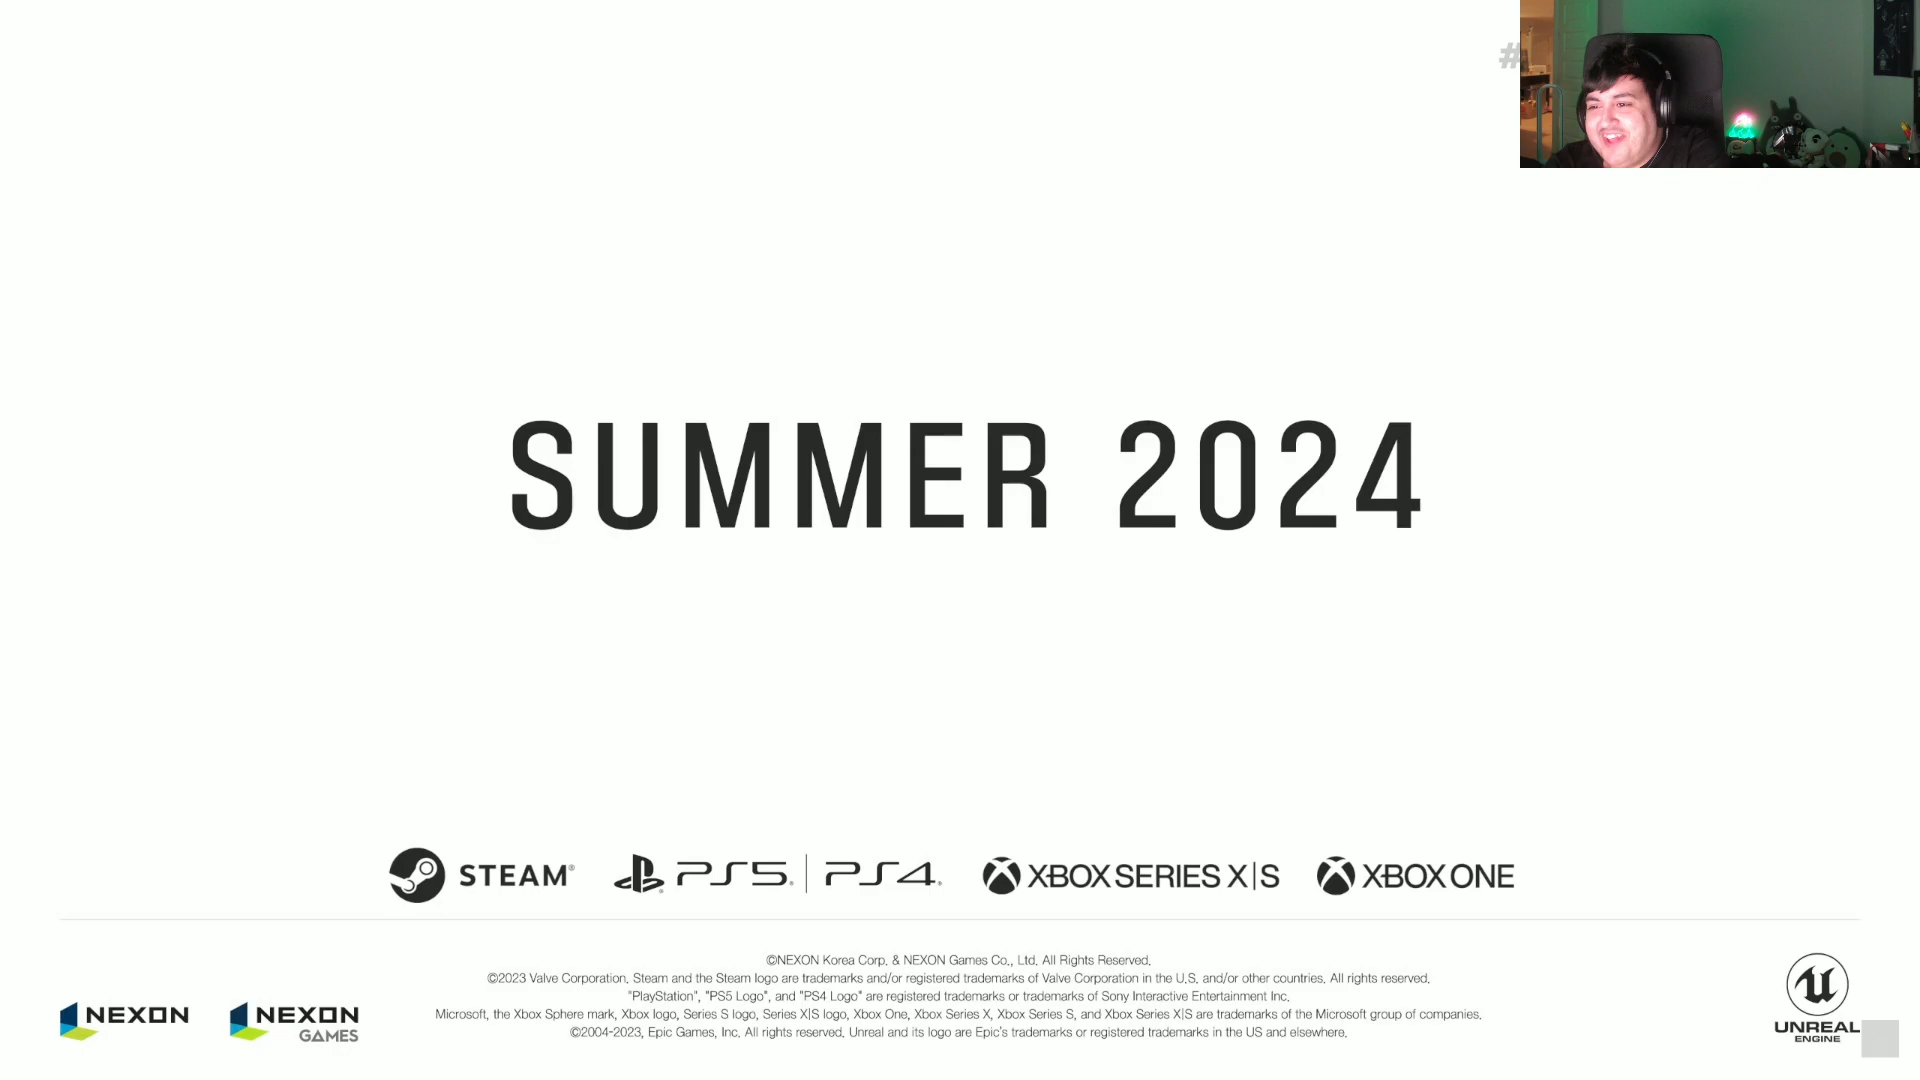 #
SUMMER 2024
STEAM®
PS5® | PS4®
XBOX SERIES X|S
XBOX ONE
©NEXON Korea Corp. & NEXON Games Co., Ltd. All Rights Reserved.
©2023 Valve Corporation. Steam and the Steam logo are trademarks and/or registered trademarks of Valve Corporation in the U.S. and/or other countries. All rights reserved.
"PlayStation", "PS5 Logo", and "PS4 Logo" are registered trademarks or trademarks of Sony Interactive Entertainment Inc.
Microsoft, the Xbox Sphere mark, Xbox logo, Series S logo, Series X|S logo, Xbox One, Xbox Series X, Xbox Series S, and Xbox Series X|S are trademarks of the Microsoft group of companies.
©2004-2023, Epic Games, Inc. All rights reserved. Unreal and its logo are Epic's trademarks or registered trademarks in the US and elsewhere.
NEXON
NEXON
GAMES
UNREAL
ENGINE